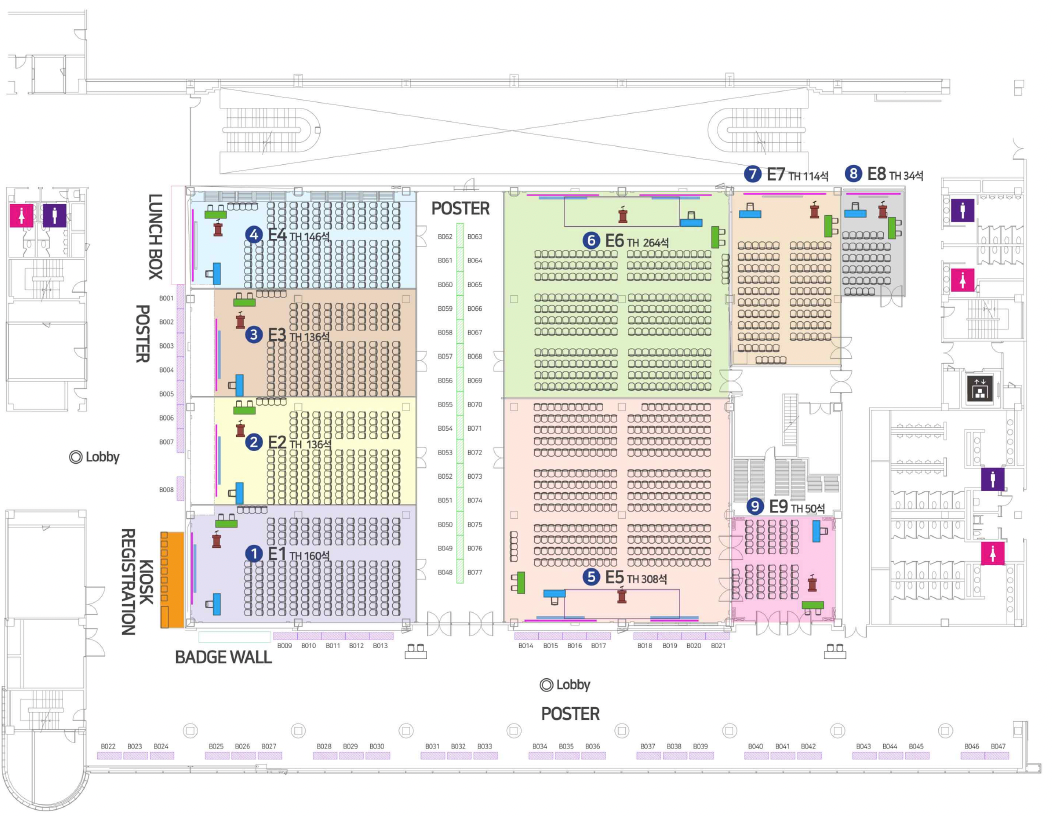 7 E7 TH 114석
8 E8 TH 34석
LUNCH BOX
POSTER
4 E4 TH 146석
6 E6 TH 264석
B062 B063
B061 B064
B060 B065
B059 B066
B058 B067
B057 B068
B056 B069
B055 B070
B054 B071
B053 B072
B052 B073
B051 B074
B050 B075
B049 B076
B048 B077
POSTER
B001
B002
B003
B004
B005
B006
B007
B008
3 E3 TH 136석
2 E2 TH 136석
Lobby
9 E9 TH 50석
KIOSK
REGISTRATION
1 E1 TH 160석
5 E5 TH 308석
BADGE WALL
B009 B010 B011 B012 B013
B014 B015 B016 B017
B018 B019 B020 B021
Lobby
POSTER
B022 B023 B024
B025 B026 B027
B028 B029 B030
B031 B032 B033
B034 B035 B036
B037 B038 B039
B040 B041 B042
B043 B044 B045
B046 B047